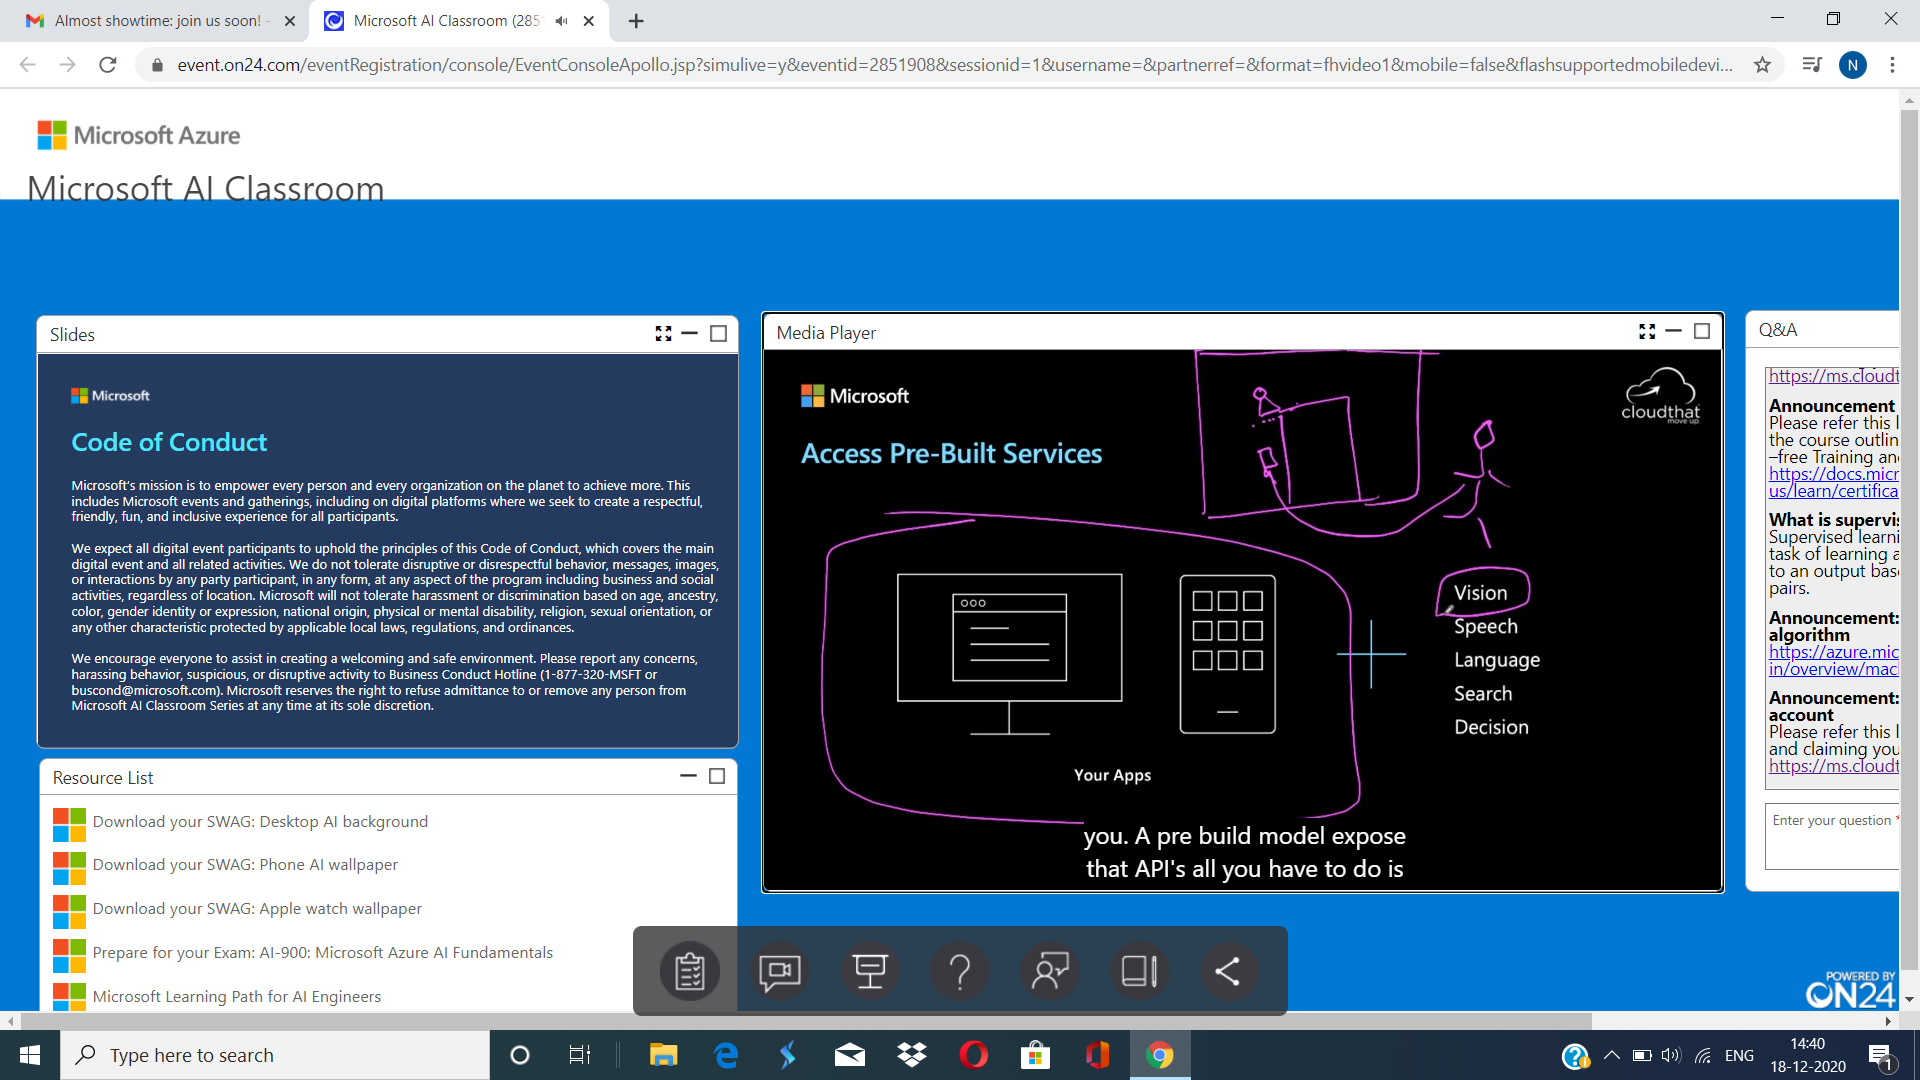 Almost showtime: join us soon! -
Microsoft AI Classroom (285
event.on24.com/eventRegistration/console/EventConsoleApollo.jsp?simulive=y&eventid=2851908&sessionid=1&username=&partnerref=&format=fhvideo1&mobile=false&flashsupportedmobiledevi...
N
Microsoft Azure
Microsoft AI Classroom
Slides
Microsoft
Code of Conduct
Microsoft's mission is to empower every person and every organization on the planet to achieve more. This
includes Microsoft events and gatherings, including on digital platforms where we seek to create a respectful,
friendly, fun, and inclusive experience for all participants.
We expect all digital event participants to uphold the principles of this Code of Conduct, which covers the main
digital event and all related activities. We do not tolerate disruptive or disrespectful behavior, messages, images,
or interactions by any party participant, in any form, at any aspect of the program including business and social
activities, regardless of location. Microsoft will not tolerate harassment or discrimination based on age, ancestry,
color, gender identity or expression, national origin, physical or mental disability, religion, sexual orientation, or
any other characteristic protected by applicable local laws, regulations, and ordinances.
We encourage everyone to assist in creating a welcoming and safe environment. Please report any concerns,
harassing behavior, suspicious, or disruptive activity to Business Conduct Hotline (1-877-320-MSFT or
buscond@microsoft.com). Microsoft reserves the right to refuse admittance to or remove any person from
Microsoft AI Classroom Series at any time at its sole discretion.
Resource List
Download your SWAG: Desktop AI background
Download your SWAG: Phone AI wallpaper
Download your SWAG: Apple watch wallpaper
Prepare for your Exam: AI-900: Microsoft Azure AI Fundamentals
Microsoft Learning Path for AI Engineers
Media Player
Microsoft
cloudthat
move up.
Access Pre-Built Services
Vision
Speech
Language
Search
Decision
Your Apps
you. A pre build model expose
that API's all you have to do is
Q&A
https://ms.cloudt
Announcement
Please refer this l
the course outlin
–free Training an
https://docs.micr
us/learn/certifica
What is supervis
Supervised learni
task of learning a
to an output bas
pairs.
Announcement:
algorithm
https://azure.mic
in/overview/macl
Announcement:
account
Please refer this l
and claiming you
https://ms.cloudt
Enter your question *
POWERED BY
ON24
Type here to search
ENG
14:40
18-12-2020
1